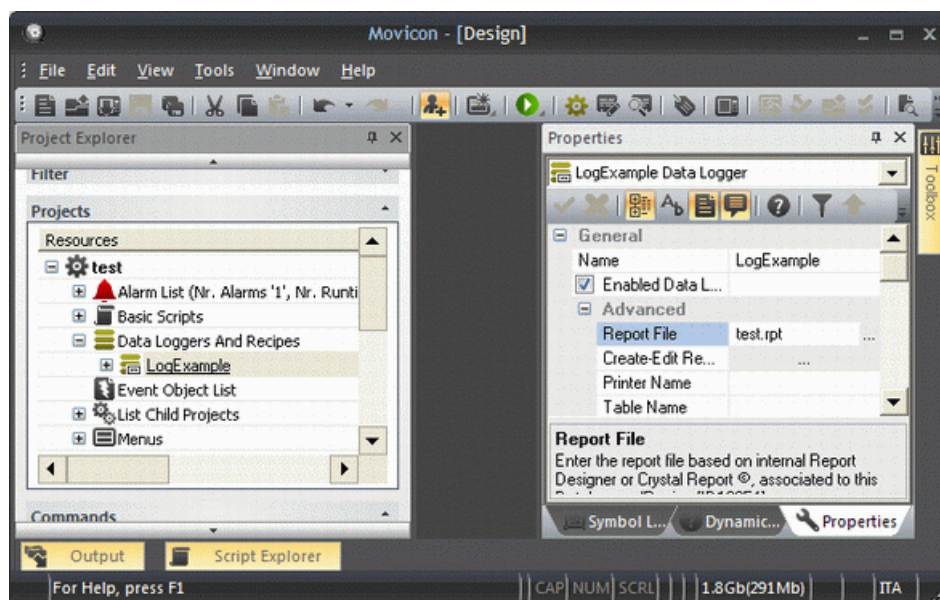 Movicon - [Design]
File Edit View Tools Window Help
Project Explorer
Filter
Projects
Resources
test
Alarm List (Nr. Alarms '1', Nr. Runti
Basic Scripts
Data Loggers And Recipes
LogExample
Event Object List
List Child Projects
Menus
Commands
Properties
LogExample Data Logger
General
Name LogExample
Enabled Data L...
Advanced
Report File test.rpt ...
Create-Edit Re... ...
Printer Name
Table Name
Report File
Enter the report file based on internal Report
Designer or Crystal Report ©, associated to this
Symbol L... Dynamic... Properties
Toolbox
Output Script Explorer
For Help, press F1 CAP NUM SCRL 1.8Gb(291Mb) ITA